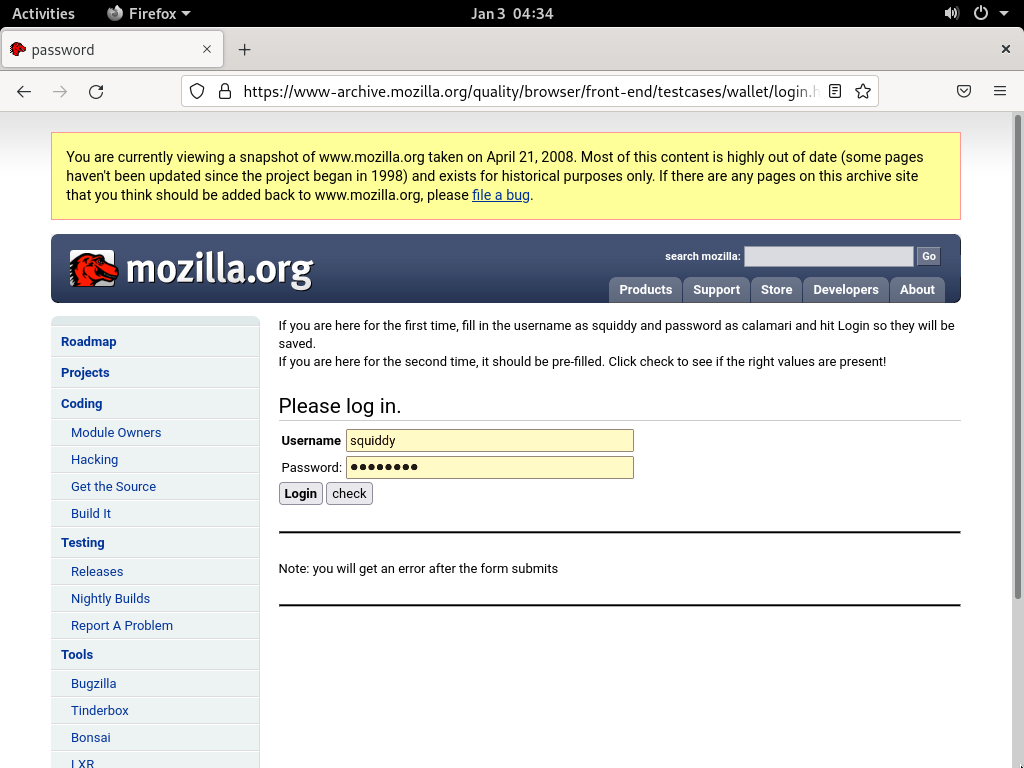 Activities Firefox Jan 3 04:34
password
https://www-archive.mozilla.org/quality/browser/front-end/testcases/wallet/login.h
You are currently viewing a snapshot of www.mozilla.org taken on April 21, 2008. Most of this content is highly out of date (some pages
haven't been updated since the project began in 1998) and exists for historical purposes only. If there are any pages on this archive site
that you think should be added back to www.mozilla.org, please file a bug.
mozilla.org
search mozilla: Go
Products Support Store Developers About
Roadmap
Projects
Coding
Module Owners
Hacking
Get the Source
Build It
Testing
Releases
Nightly Builds
Report A Problem
Tools
Bugzilla
Tinderbox
Bonsai
LXR
If you are here for the first time, fill in the username as squiddy and password as calamari and hit Login so they will be
saved.
If you are here for the second time, it should be pre-filled. Click check to see if the right values are present!
Please log in.
Username squiddy
Password: ●●●●●●●●
Login check
Note: you will get an error after the form submits